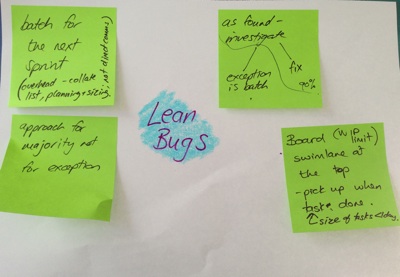 batch for
the next
sprint
(overhead - collate
list, planning + sizing, not direct comms)
as found -
investigate
exception
is batch
fix
90%
Lean
Bugs
approach for
majority not
for exception
Board (WIP limit)
swimlane at
the top
- pick up when
task done.
↑ size of tasks <1day